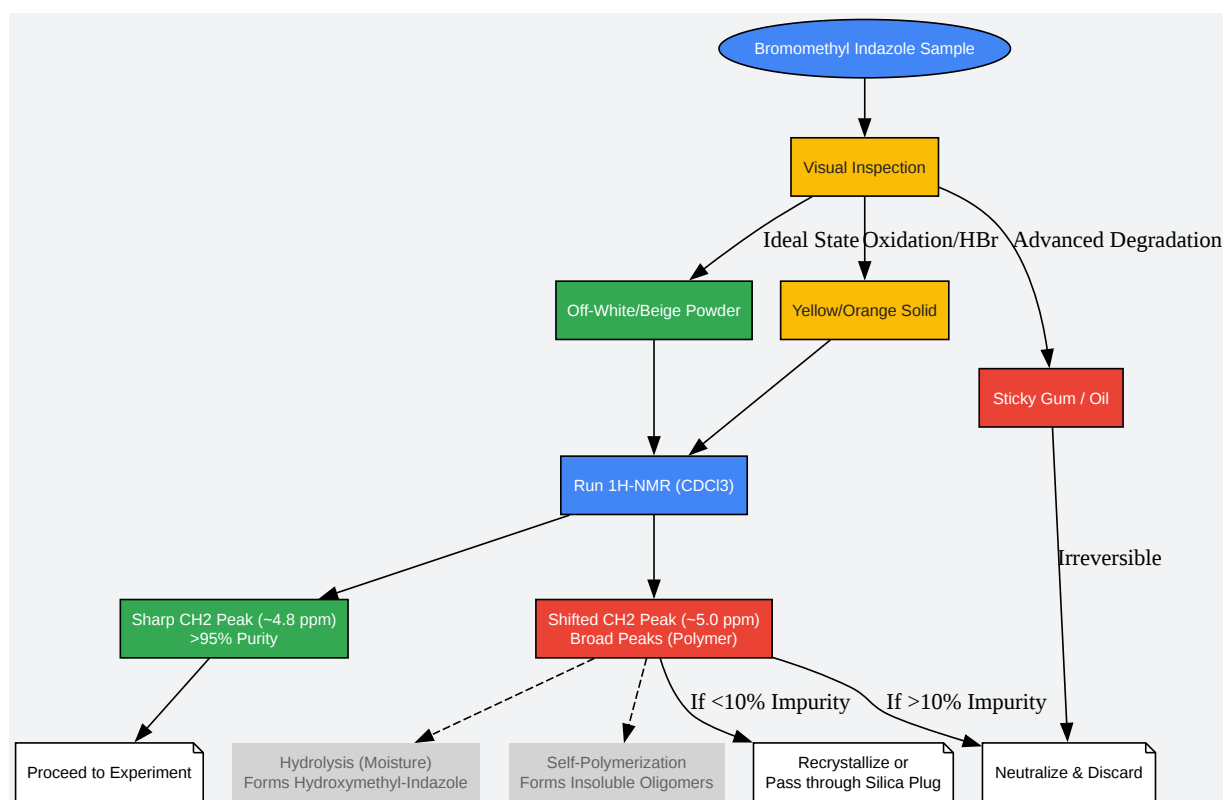 Bromomethyl Indazole Sample
Visual Inspection
Ideal State
Oxidation/HBr
Advanced Degradation
Off-White/Beige Powder
Yellow/Orange Solid
Sticky Gum / Oil
Run 1H-NMR (CDCl3)
Irreversible
Sharp CH2 Peak (~4.8 ppm)
>95% Purity
Shifted CH2 Peak (~5.0 ppm)
Broad Peaks (Polymer)
If <10% Impurity
If >10% Impurity
Proceed to Experiment
Hydrolysis (Moisture)
Forms Hydroxymethyl-Indazole
Self-Polymerization
Forms Insoluble Oligomers
Recrystallize or
Pass through Silica Plug
Neutralize & Discard